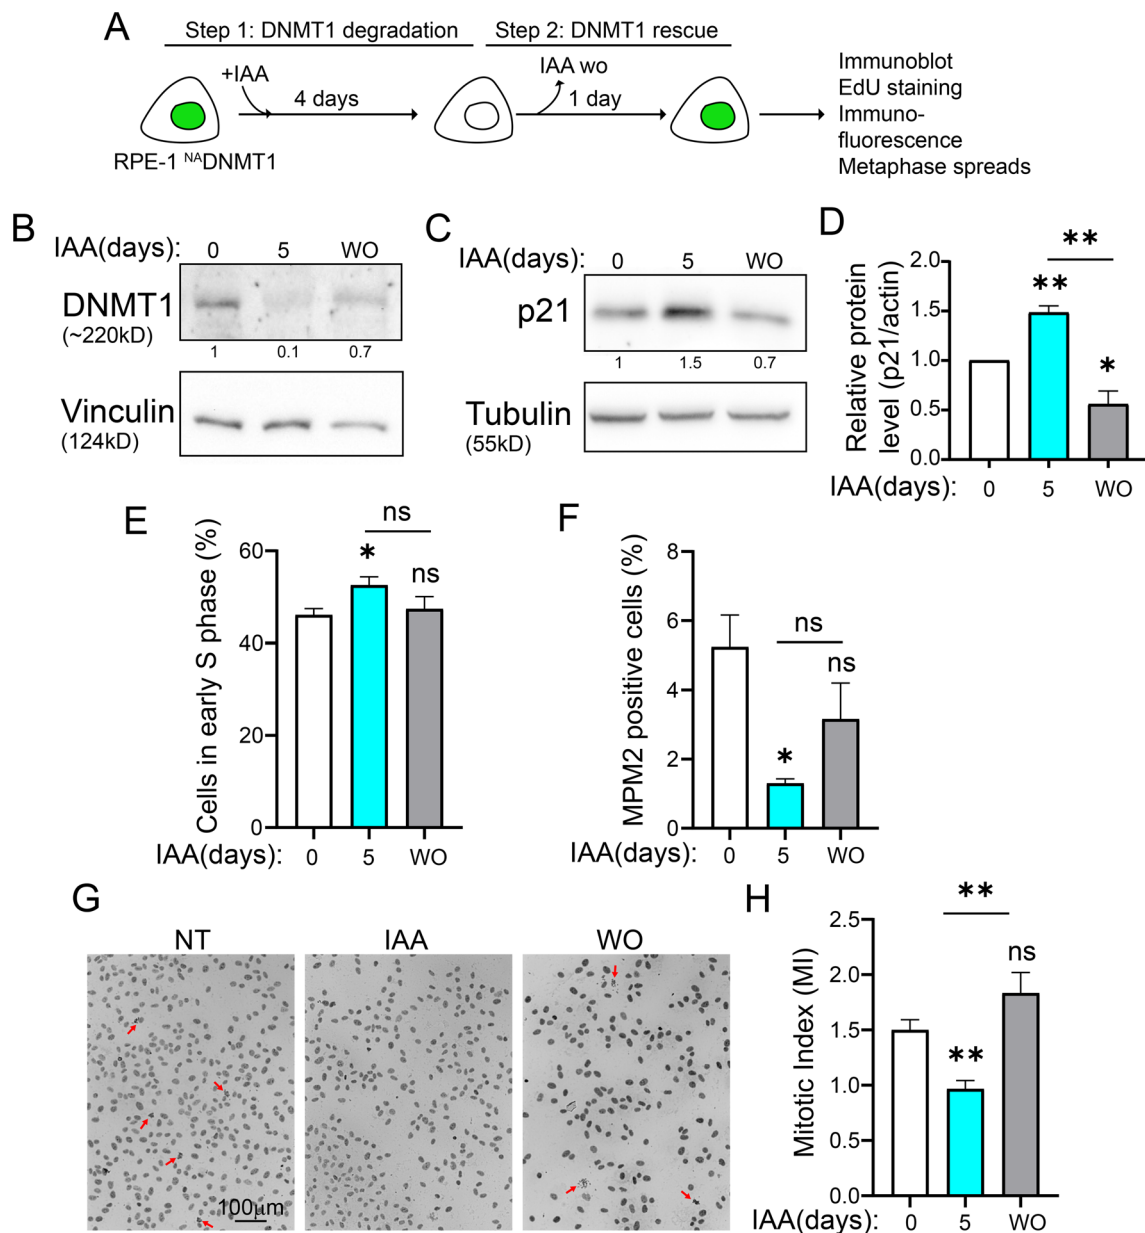 A
Step 1: DNMT1 degradation
Step 2: DNMT1 rescue
+IAA
4 days
IAA wo
1 day
RPE-1 ᴺᴬDNMT1
Immunoblot
EdU staining
Immuno-
fluorescence
Metaphase spreads
B
IAA(days): 0 5 WO
DNMT1
(~220kD)
1 0.1 0.7
Vinculin
(124kD)
C
IAA(days): 0 5 WO
p21
1 1.5 0.7
Tubulin
(55kD)
D
Relative protein
level (p21/actin)
2.0
1.5
1.0
0.5
0.0
**
**
*
IAA(days): 0 5 WO
E
Cells in early S phase (%)
60
40
20
0
ns
*
ns
IAA(days): 0 5 WO
F
MPM2 positive cells (%)
8
6
4
2
0
ns
*
ns
IAA(days): 0 5 WO
G
NT IAA WO
100μm
H
Mitotic Index (MI)
2.5
2.0
1.5
1.0
0.5
0.0
**
**
ns
IAA(days): 0 5 WO